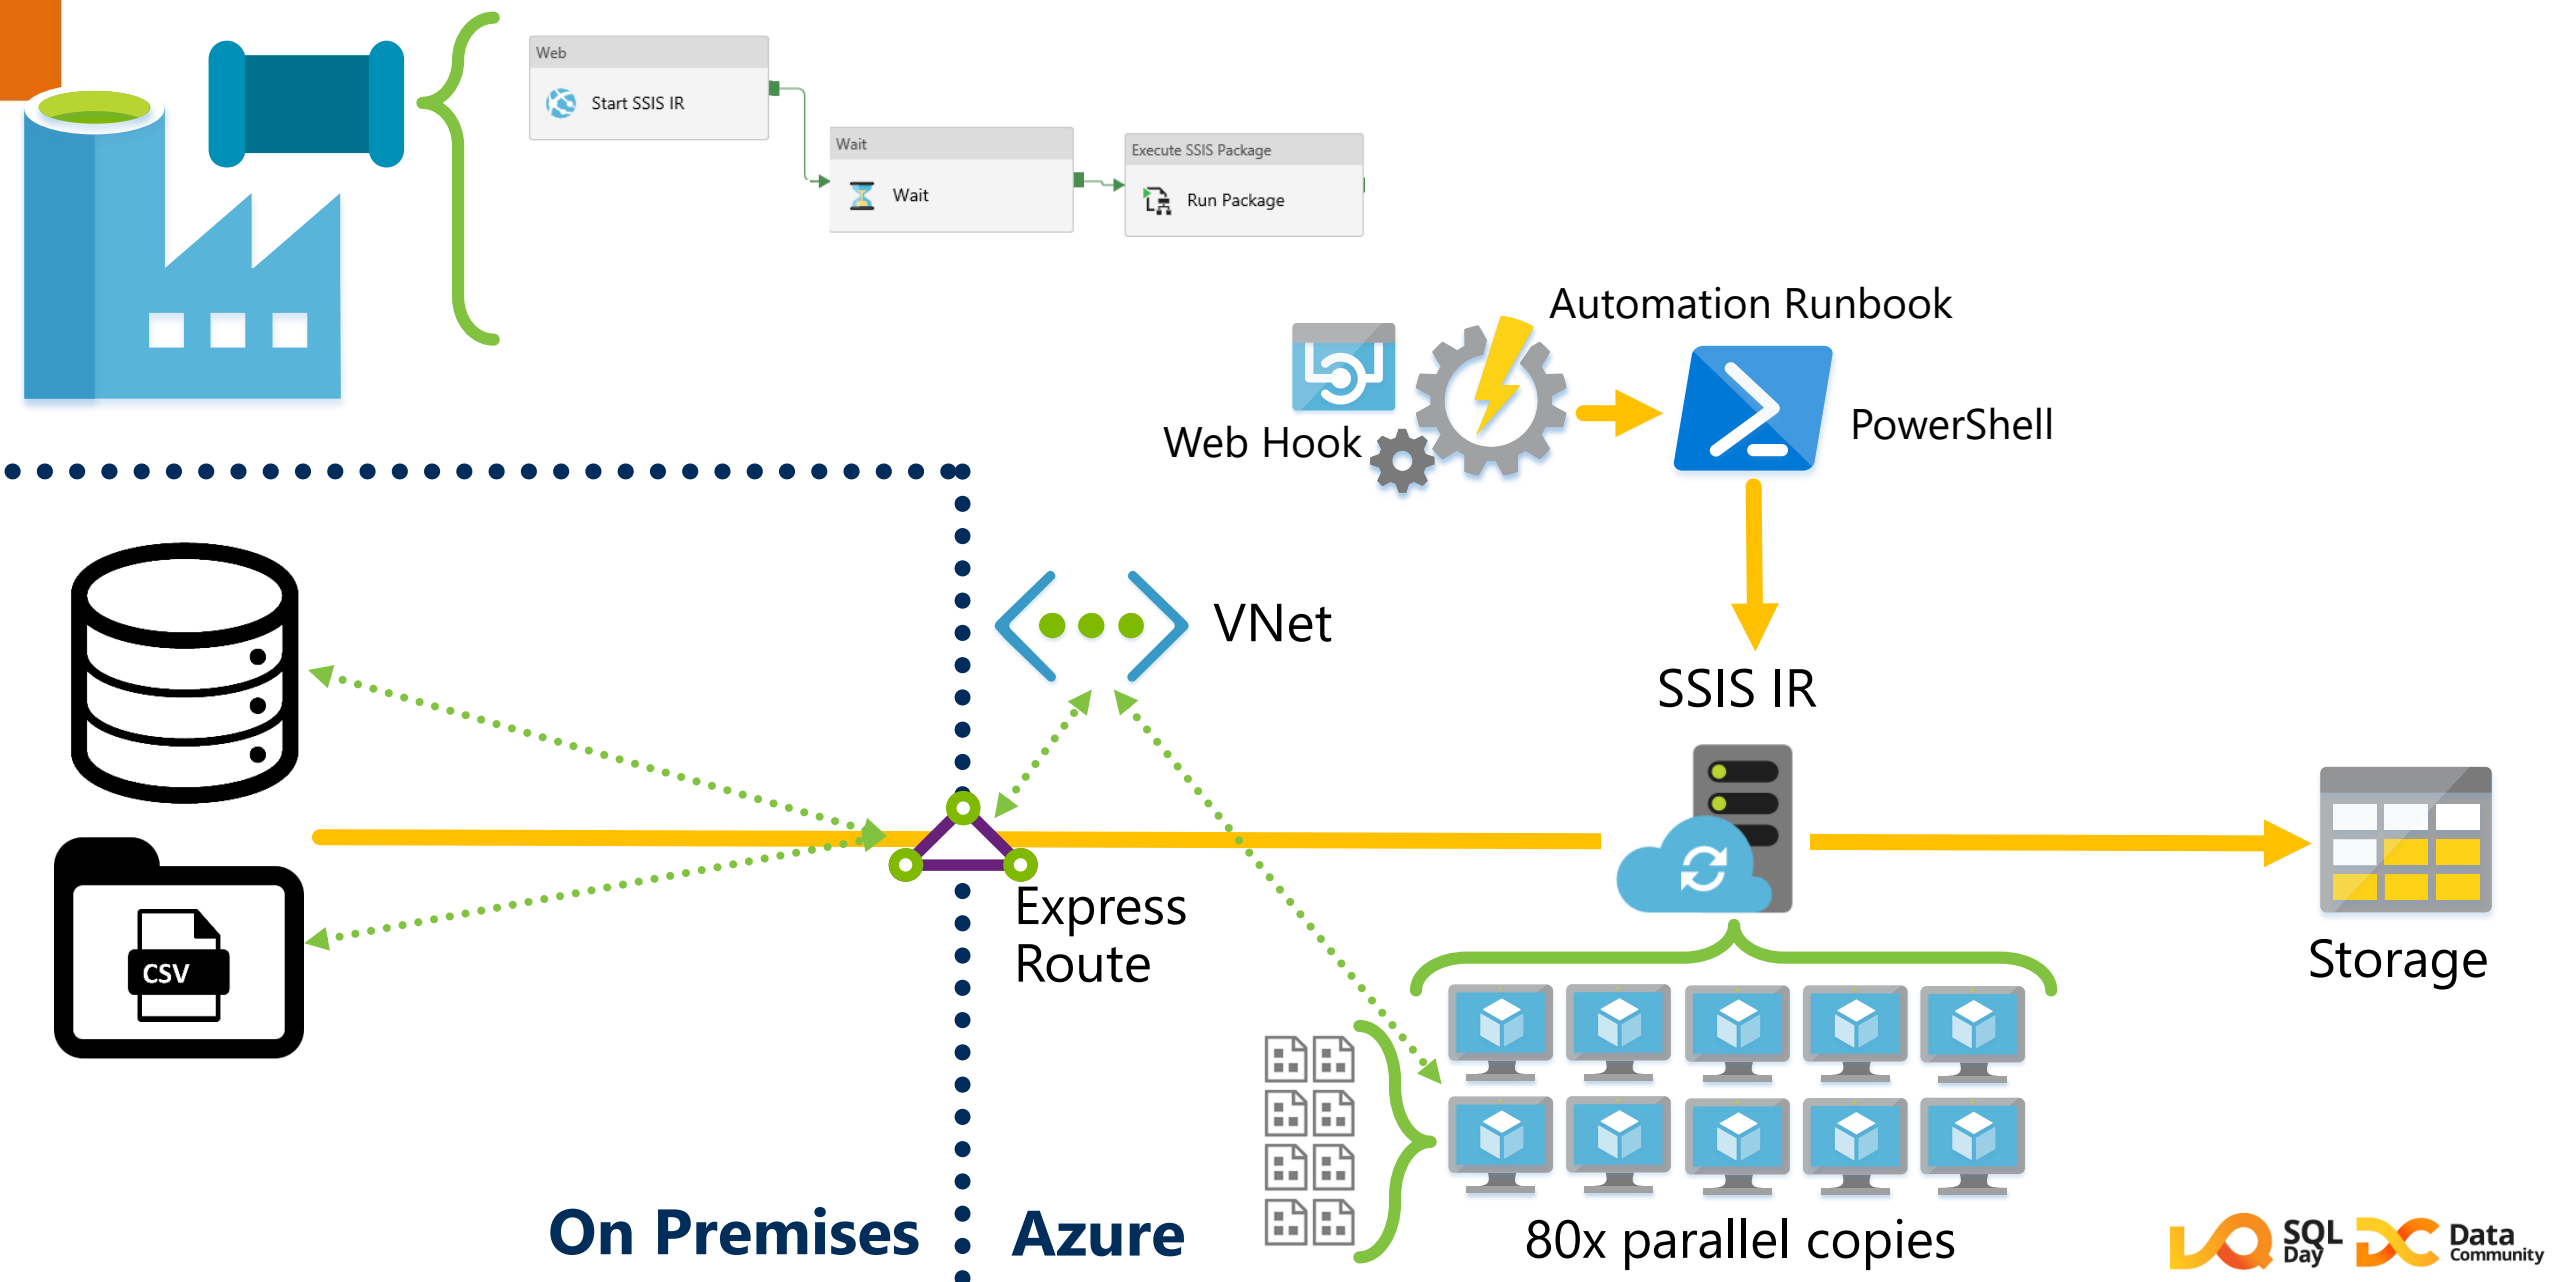 Web
Start SSIS IR
Wait
Wait
Execute SSIS Package
Run Package
Automation Runbook
Web Hook
PowerShell
VNet
SSIS IR
Express
Route
CSV
Storage
On Premises
Azure
80x parallel copies
SQL
Day
Data
Community